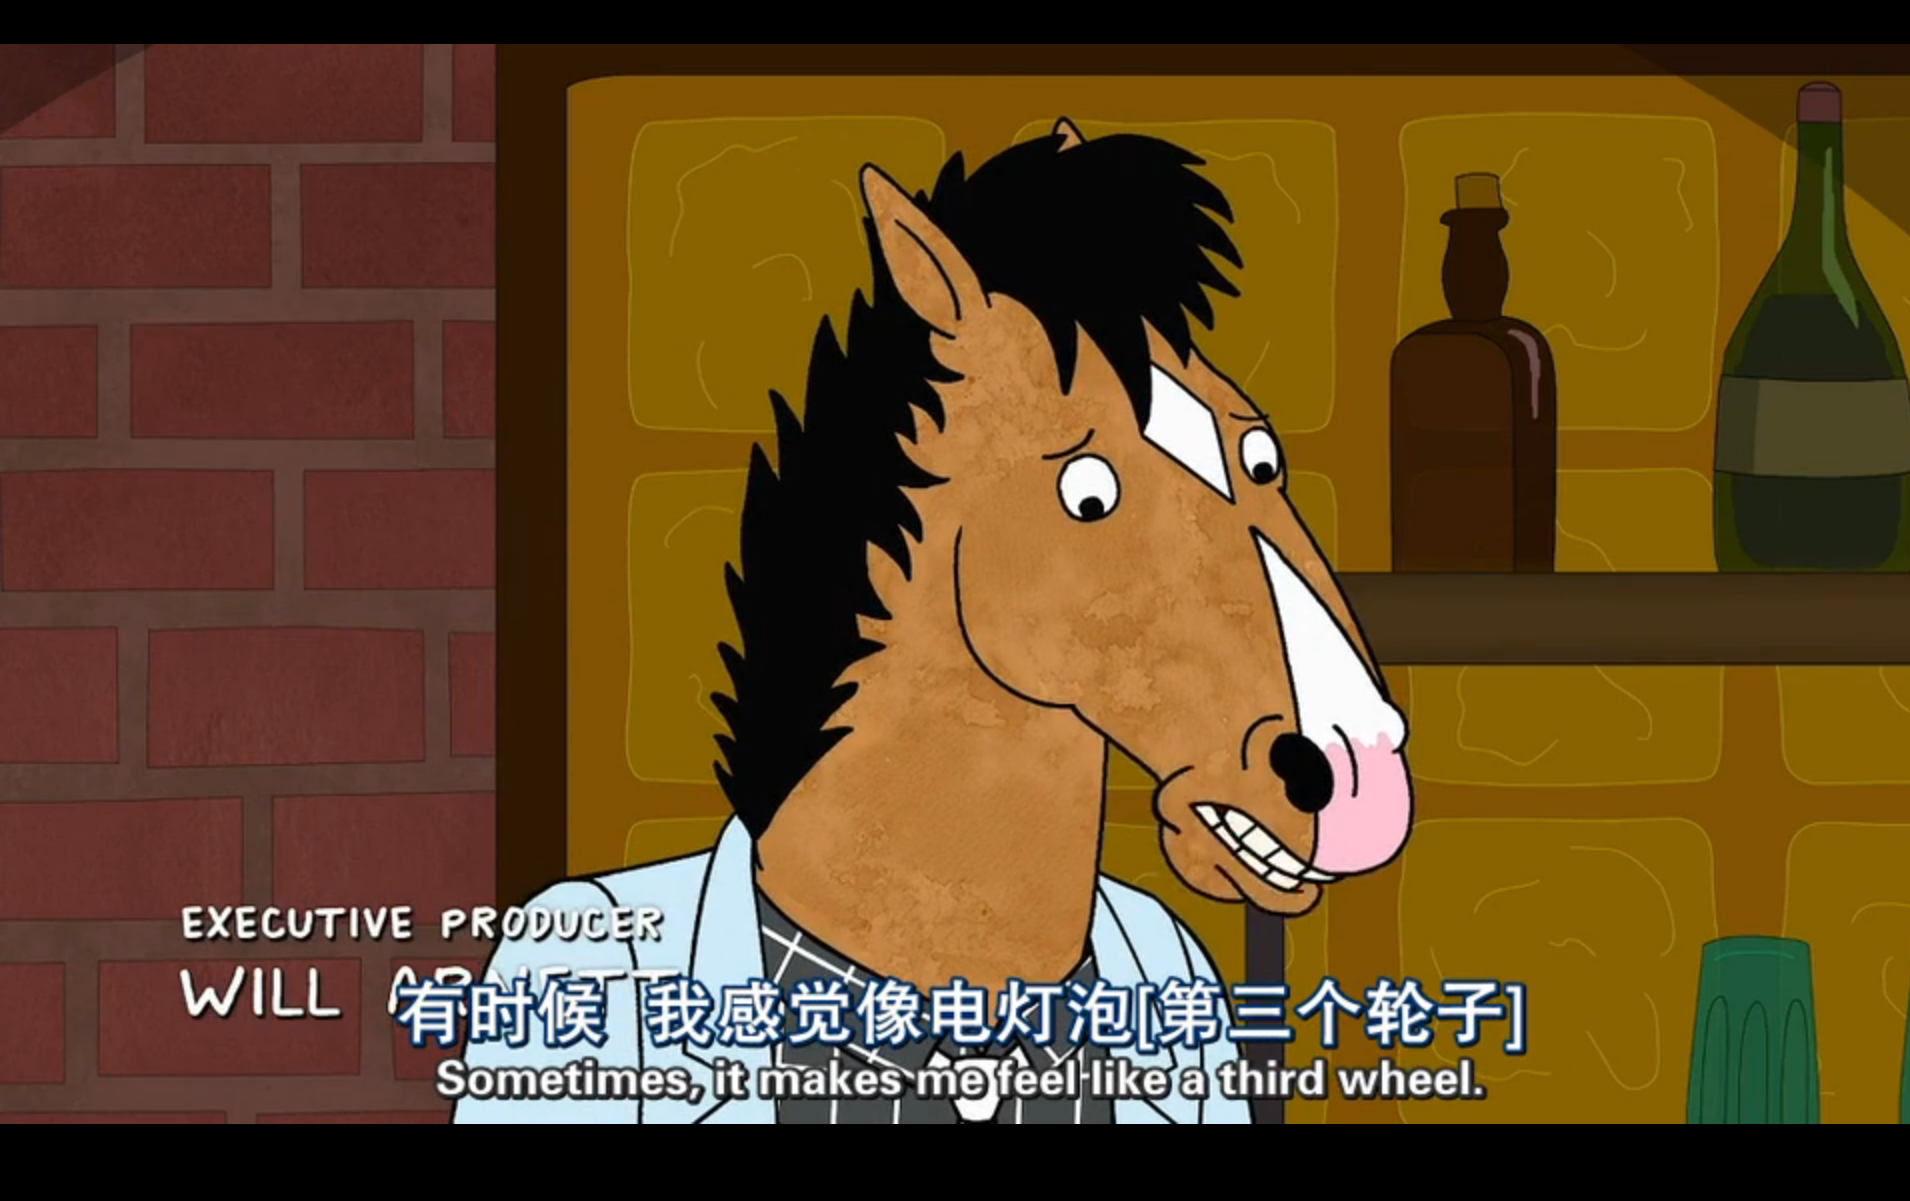 EXECUTIVE PRODUCER
WILL ARNETT
有时候 我感觉像电灯泡[第三个轮子]
Sometimes, it makes me feel like a third wheel.